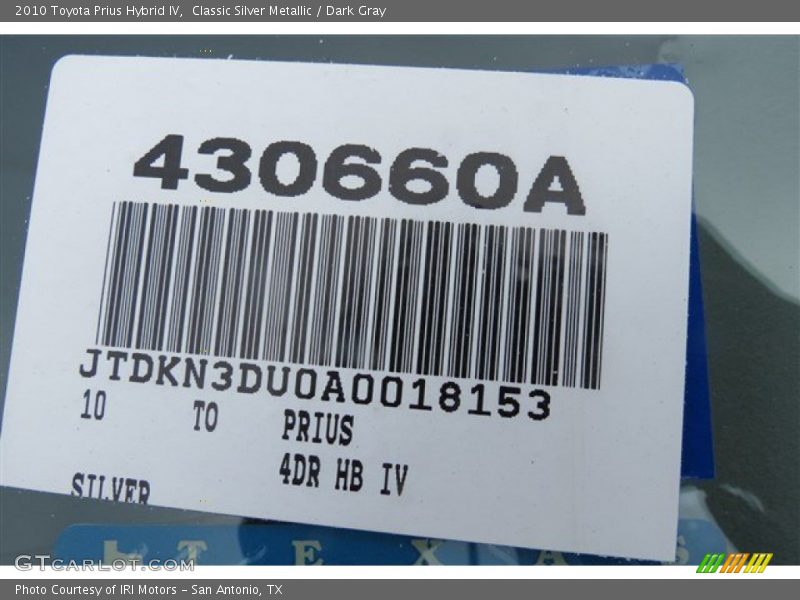 2010 Toyota Prius Hybrid IV,  Classic Silver Metallic / Dark Gray
430660A
JTDKN3DU0A0018153
10 TO PRIUS
4DR HB IV
SILVER
T E X A S
GTcarlot.com
Photo Courtesy of IRI Motors – San Antonio, TX